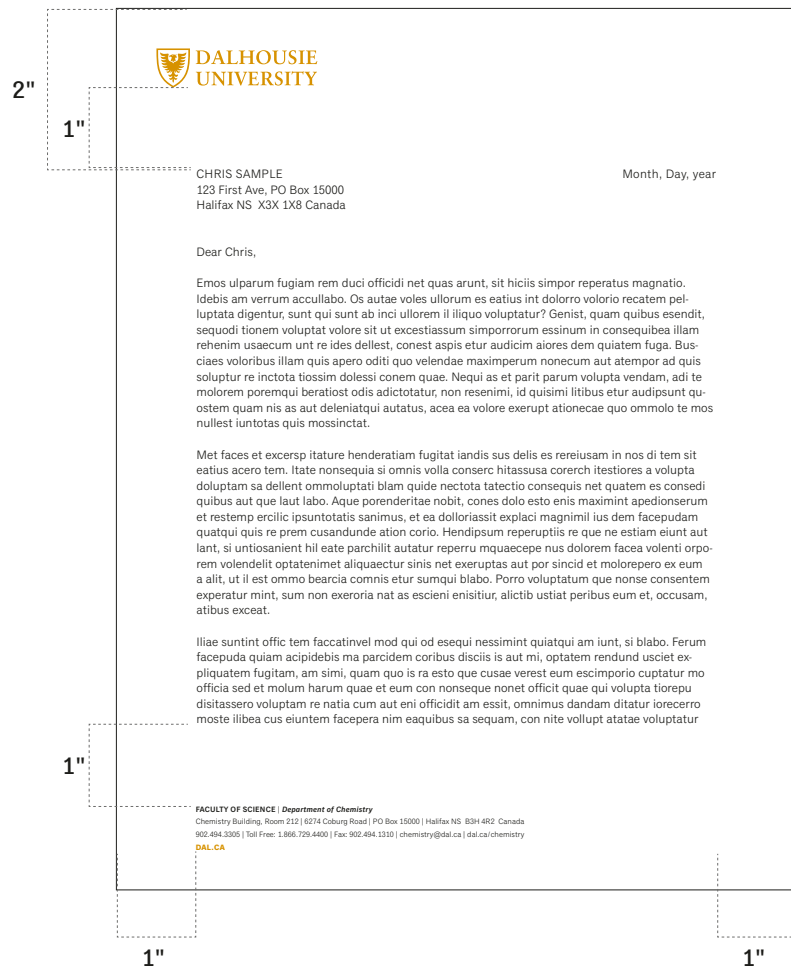 DALHOUSIE
UNIVERSITY
2"
1"
CHRIS SAMPLE
Month, Day, year
123 First Ave, PO Box 15000
Halifax NS  X3X 1X8 Canada
Dear Chris,
Emos ulparum fugiam rem duci officidi net quas arunt, sit hiciis simpor reperatus magnatio.
Idebis am verrum accullabo. Os autae voles ullorum es eatius int dolorro volorio recatem pel-
luptata digentur, sunt qui sunt ab inci ullorem il iliquo voluptatur? Genist, quam quibus esendit,
sequodi tionem voluptat volore sit ut excestiassum simporrorum essinum in consequibea illam
rehenim usaecum unt re ides dellest, conest aspis etur audicim aiores dem quiatem fuga. Bus-
ciaes voloribus illam quis apero oditi quo velendae maximperum nonecum aut atempor ad quis
soluptur re inctota tiossim dolessi conem quae. Nequi as et parit parum volupta vendam, adi te
molorem poremqui beratiost odis adictotatur, non resenimi, id quisimi litibus etur audipsunt qu-
ostem quam nis as aut deleniatqui autatus, acea ea volore exerupt ationecae quo ommolo te mos
nullest iuntotas quis mossinctat.
Met faces et excersp itature henderatiam fugitat iandis sus delis es rereiusam in nos di tem sit
eatius acero tem. Itate nonsequia si omnis volla conserc hitassusa corerch itestiores a volupta
doluptam sa dellent ommoluptati blam quide nectota tatectio consequis net quatem es consedi
quibus aut que laut labo. Aque porenderitae nobit, cones dolo esto enis maximint apedionserum
et restemp ercilic ipsuntotatis sanimus, et ea dolloriassit explaci magnimil ius dem facepudam
quatqui quis re prem cusandunde ation corio. Hendipsum reperuptiis re que ne estiam eiunt aut
lant, si untiosanient hil eate parchilit autatur reperru mquaecepe nus dolorem facea volenti orpo-
rem volendelit optatenimet aliquaectur sinis net exeruptas aut por sincid et molorepero ex eum
a alit, ut il est ommo bearcia comnis etur sumqui blabo. Porro voluptatum que nonse consentem
experatur mint, sum non exeroria nat as escieni enisitiur, alictib ustiat peribus eum et, occusam,
atibus exceat.
Iliae suntint offic tem faccatinvel mod qui od esequi nessimint quiatqui am iunt, si blabo. Ferum
facepuda quiam acipidebis ma parcidem coribus disciis is aut mi, optatem rendund usciet ex-
pliquatem fugitam, am simi, quam quo is ra esto que cusae verest eum escimporio cuptatur mo
officia sed et molum harum quae et eum con nonseque nonet officit quae qui volupta tiorepu
disitassero voluptam re natia cum aut eni officidit am essit, omnimus dandam ditatur iorecerro
moste ilibea cus eiuntem facepera nim eaquibus sa sequam, con nite vollupt atatae voluptatur
1"
FACULTY OF SCIENCE | Department of Chemistry
Chemistry Building, Room 212 | 6274 Coburg Road | PO Box 15000 | Halifax NS  B3H 4R2  Canada
902.494.3305 | Toll Free: 1.866.729.4400 | Fax: 902.494.1310 | chemistry@dal.ca | dal.ca/chemistry
DAL.CA
1"
1"